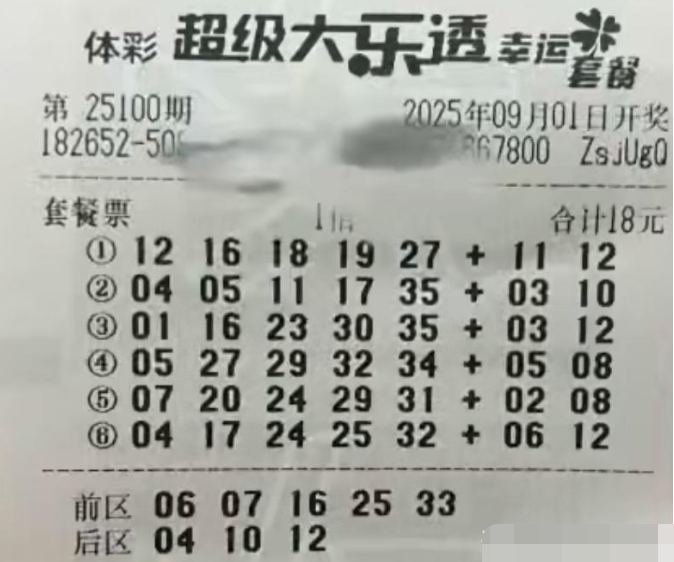 体彩 超级大乐透 幸运套餐
第 25100期 2025年09月01日开奖
182652-50 67800 ZsjUgQ
套餐票 1倍 合计18元
① 12 16 18 19 27 + 11 12
② 04 05 11 17 35 + 03 10
③ 01 16 23 30 35 + 03 12
④ 05 27 29 32 34 + 05 08
⑤ 07 20 24 29 31 + 02 08
⑥ 04 17 24 25 32 + 06 12
前区 06 07 16 25 33
后区 04 10 12